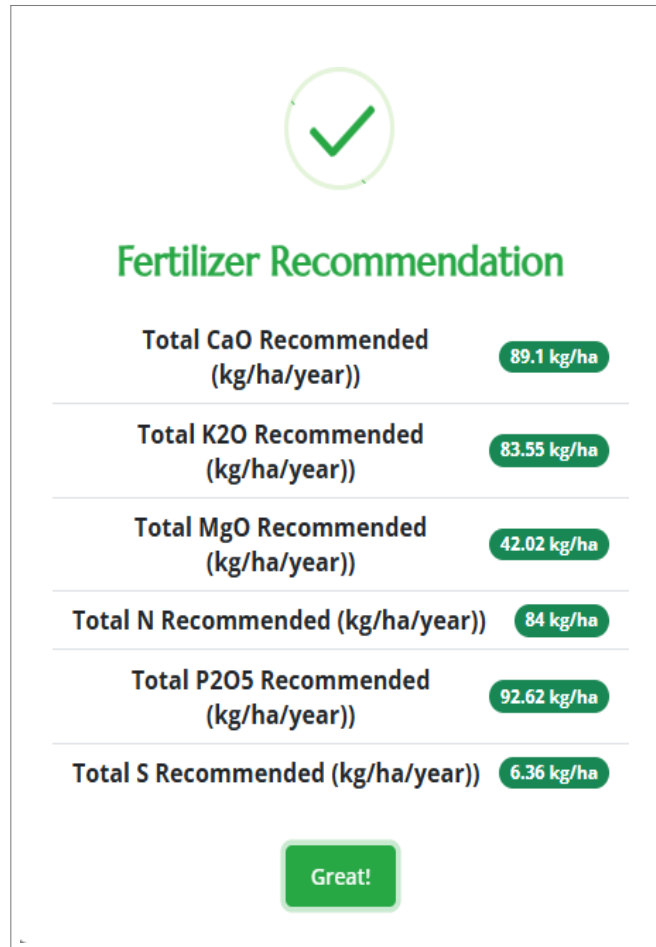 Fertilizer Recommendation
Total CaO Recommended
(kg/ha/year))
89.1 kg/ha
Total K2O Recommended
(kg/ha/year))
83.55 kg/ha
Total MgO Recommended
(kg/ha/year))
42.02 kg/ha
Total N Recommended (kg/ha/year))
84 kg/ha
Total P2O5 Recommended
(kg/ha/year))
92.62 kg/ha
Total S Recommended (kg/ha/year))
6.36 kg/ha
Great!